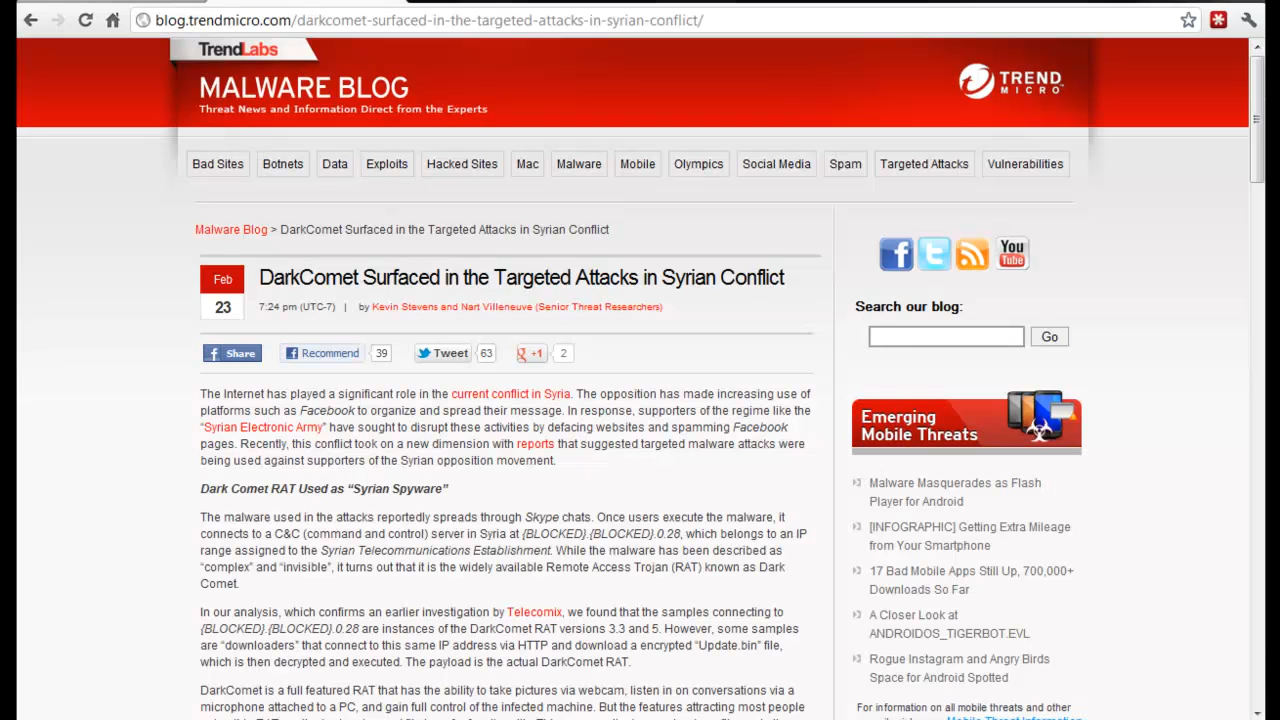 blog.trendmicro.com/darkcomet-surfaced-in-the-targeted-attacks-in-syrian-conflict/
TrendLabs
MALWARE BLOG
Threat News and Information Direct from the Experts
TREND
MICRO™
Bad Sites Botnets Data Exploits Hacked Sites Mac Malware Mobile Olympics Social Media Spam Targeted Attacks Vulnerabilities
Malware Blog > DarkComet Surfaced in the Targeted Attacks in Syrian Conflict
Feb
23
DarkComet Surfaced in the Targeted Attacks in Syrian Conflict
7:24 pm (UTC-7) | by Kevin Stevens and Nart Villeneuve (Senior Threat Researchers)
f Share f Recommend 39 Tweet 63 g +1 2
The Internet has played a significant role in the current conflict in Syria. The opposition has made increasing use of
platforms such as Facebook to organize and spread their message. In response, supporters of the regime like the
“Syrian Electronic Army” have sought to disrupt these activities by defacing websites and spamming Facebook
pages. Recently, this conflict took on a new dimension with reports that suggested targeted malware attacks were
being used against supporters of the Syrian opposition movement.
Dark Comet RAT Used as “Syrian Spyware”
The malware used in the attacks reportedly spreads through Skype chats. Once users execute the malware, it
connects to a C&C (command and control) server in Syria at {BLOCKED}.{BLOCKED}.0.28, which belongs to an IP
range assigned to the Syrian Telecommunications Establishment. While the malware has been described as
“complex” and “invisible”, it turns out that it is the widely available Remote Access Trojan (RAT) known as Dark
Comet.
In our analysis, which confirms an earlier investigation by Telecomix, we found that the samples connecting to
{BLOCKED}.{BLOCKED}.0.28 are instances of the DarkComet RAT versions 3.3 and 5. However, some samples
are “downloaders” that connect to this same IP address via HTTP and download a encrypted “Update.bin” file,
which is then decrypted and executed. The payload is the actual DarkComet RAT.
DarkComet is a full featured RAT that has the ability to take pictures via webcam, listen in on conversations via a
microphone attached to a PC, and gain full control of the infected machine. But the features attracting most people
f t You Tube
Search our blog:
Go
Emerging
Mobile Threats
Malware Masquerades as Flash
Player for Android
[INFOGRAPHIC] Getting Extra Mileage
from Your Smartphone
17 Bad Mobile Apps Still Up, 700,000+
Downloads So Far
A Closer Look at
ANDROIDOS_TIGERBOT.EVL
Rogue Instagram and Angry Birds
Space for Android Spotted
For information on all mobile threats and other